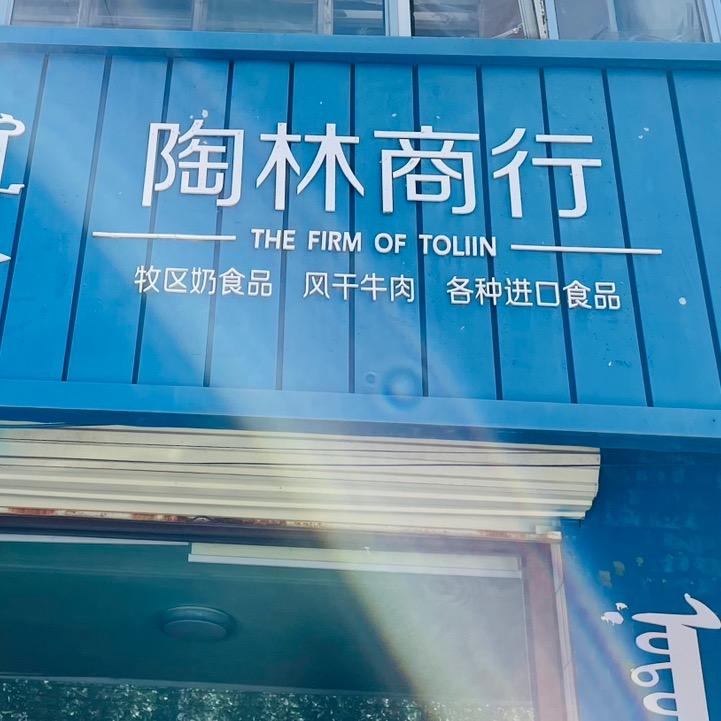 陶林商行
THE FIRM OF TOLIIN
牧区奶食品 风干牛肉 各种进口食品